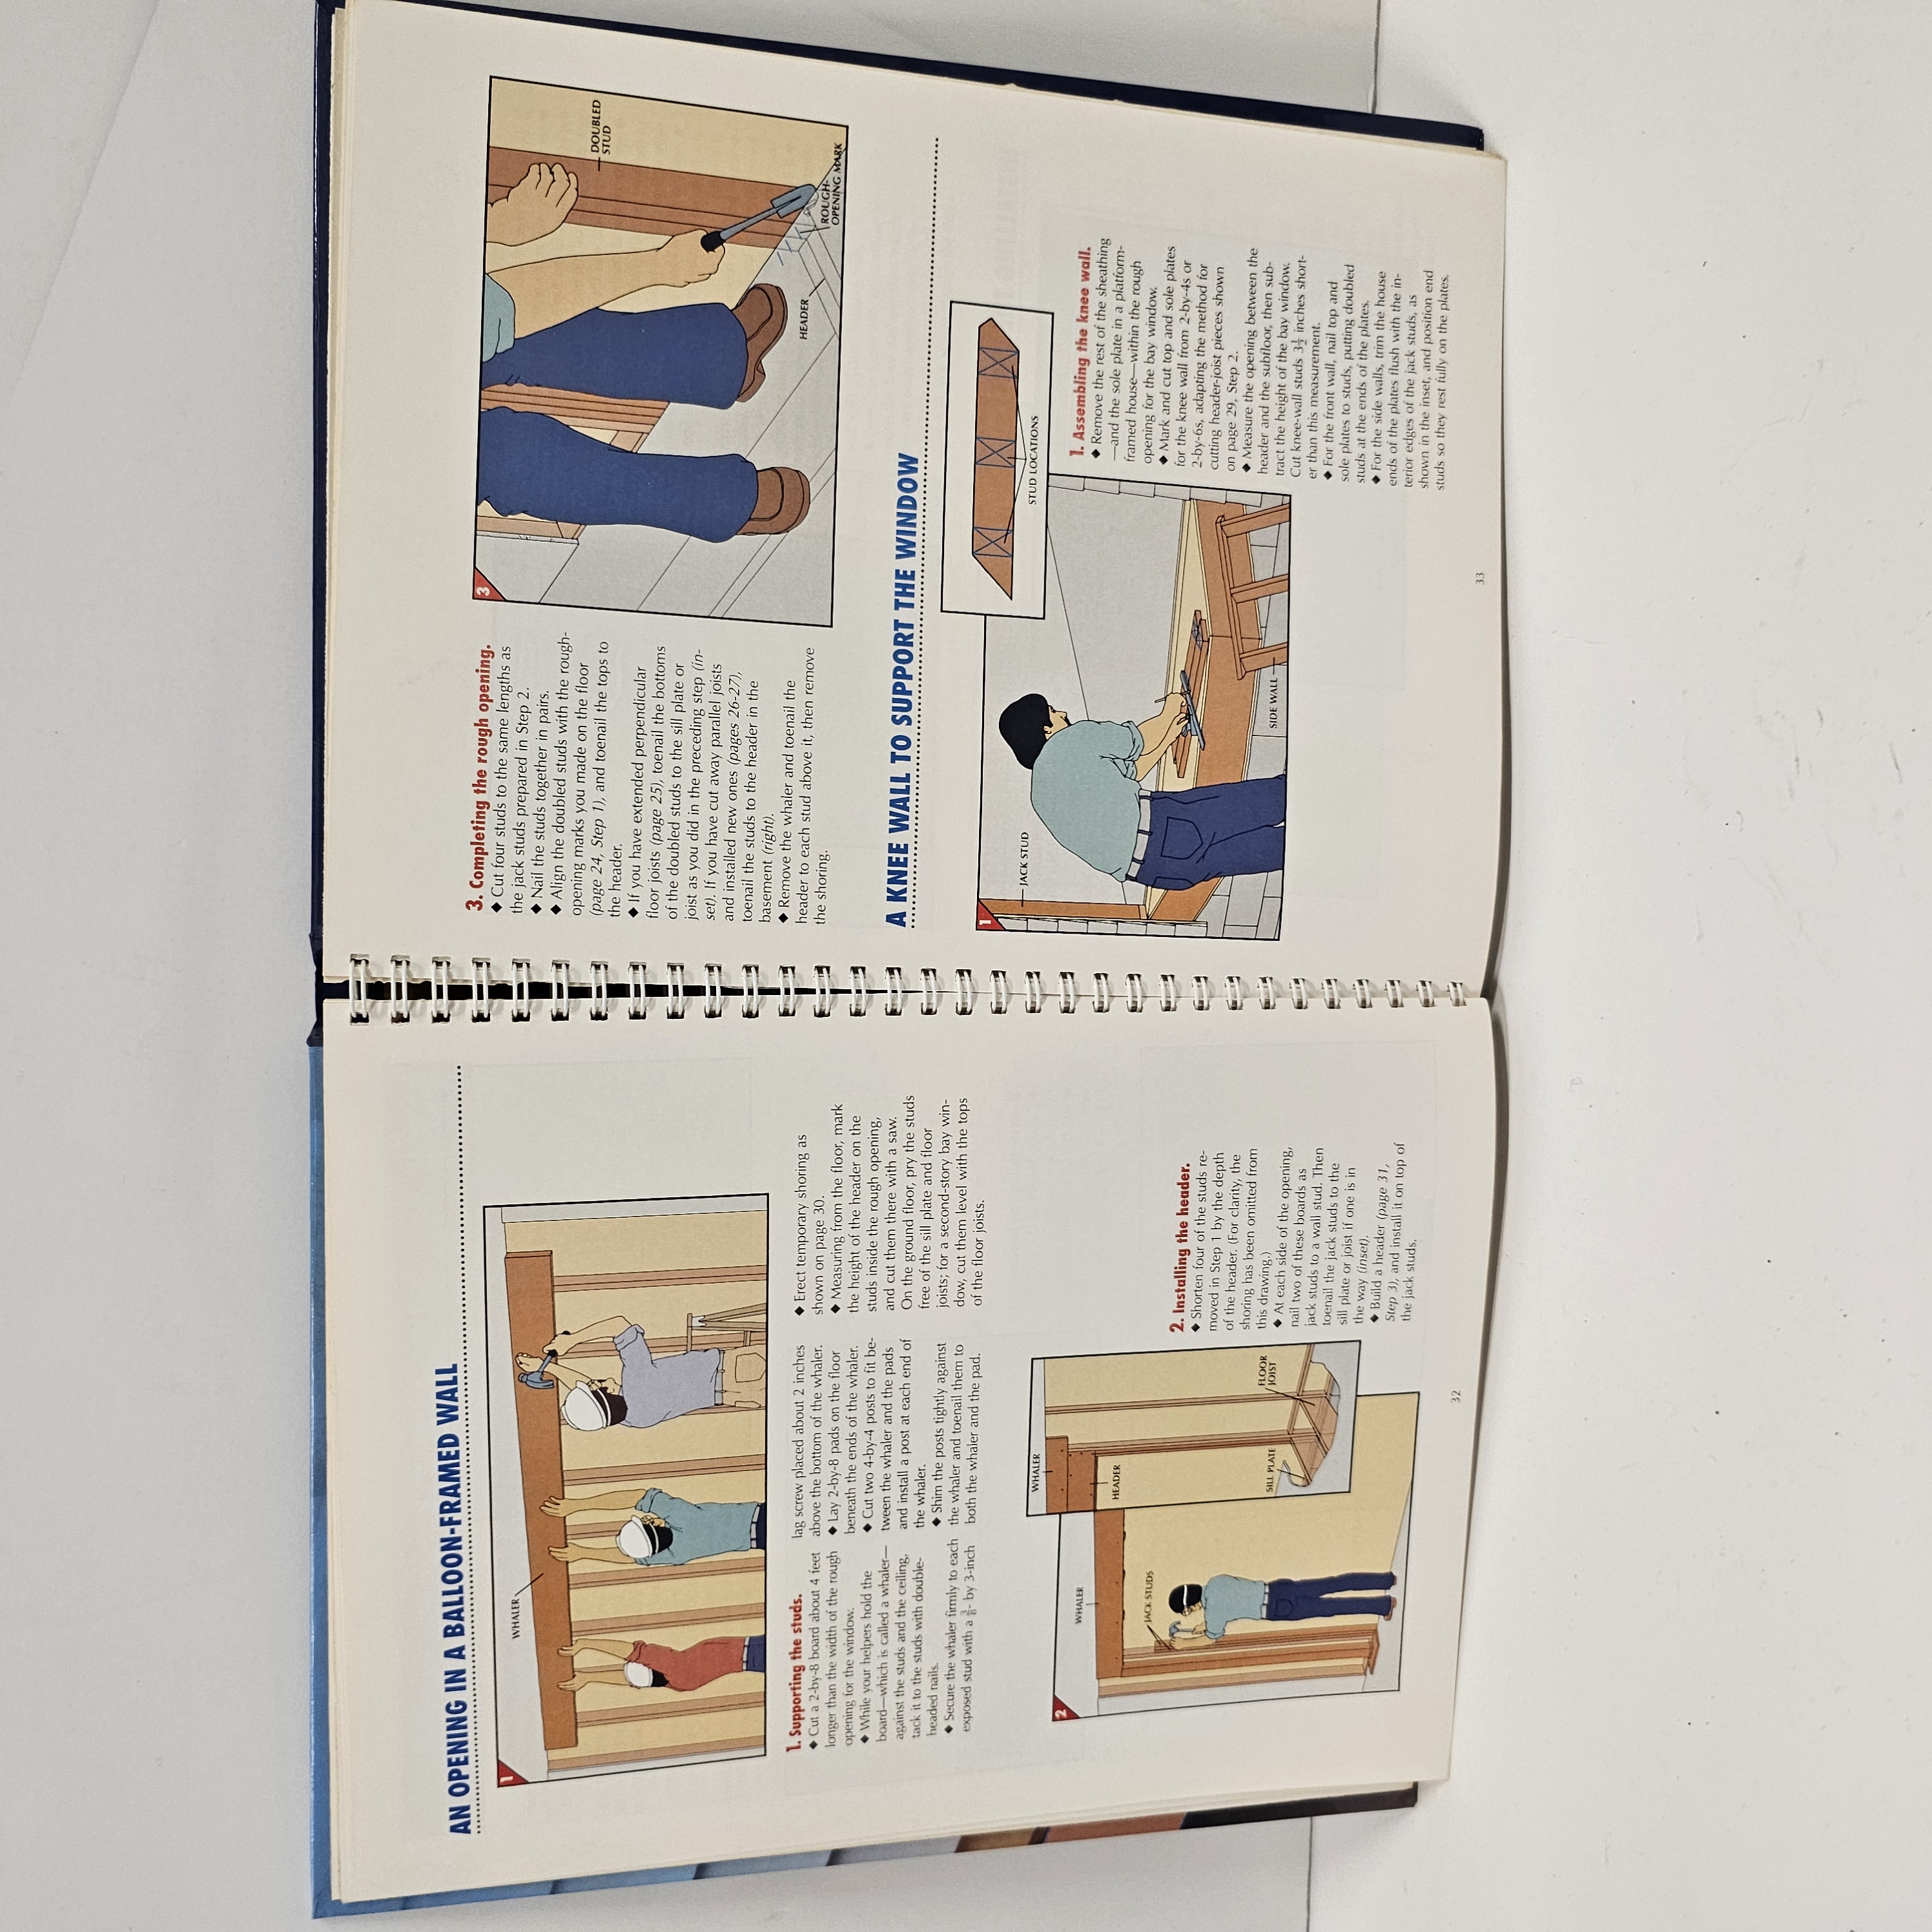 AN OPENING IN A BALLOON-FRAMED WALL
1
WHALER
1. Supporting the studs.
◆ Cut a 2-by-8 board about 4 feet
longer than the width of the rough
opening for the window.
◆ While your helpers hold the
board—which is called a whaler—
against the studs and the ceiling,
tack it to the studs with double-
headed nails.
◆ Secure the whaler firmly to each
exposed stud with a 3/8- by 3-inch
lag screw placed about 2 inches
above the bottom of the whaler.
◆ Lay 2-by-8 pads on the floor
beneath the ends of the whaler.
◆ Cut two 4-by-4 posts to fit be-
tween the whaler and the pads
and install a post at each end of
the whaler.
◆ Shim the posts tightly against
the whaler and toenail them to
both the whaler and the pad.
◆ Erect temporary shoring as
shown on page 30.
◆ Measuring from the floor, mark
the height of the header on the
studs inside the rough opening,
and cut them there with a saw.
On the ground floor, pry the studs
free of the sill plate and floor
joists; for a second-story bay win-
dow, cut them level with the tops
of the floor joists.
2
WHALER
JACK STUDS
WHALER
HEADER
SILL PLATE
FLOOR
JOIST
2. Installing the header.
◆ Shorten four of the studs re-
moved in Step 1 by the depth
of the header. (For clarity, the
shoring has been omitted from
this drawing.)
◆ At each side of the opening,
nail two of these boards as
jack studs to a wall stud. Then
toenail the jack studs to the
sill plate or joist if one is in
the way (inset).
◆ Build a header (page 31,
Step 3), and install it on top of
the jack studs.
32
3. Completing the rough opening.
◆ Cut four studs to the same lengths as
the jack studs prepared in Step 2.
◆ Nail the studs together in pairs.
◆ Align the doubled studs with the rough-
opening marks you made on the floor
(page 24, Step 1), and toenail the tops to
the header.
◆ If you have extended perpendicular
floor joists (page 25), toenail the bottoms
of the doubled studs to the sill plate or
joist as you did in the preceding step (in-
set). If you have cut away parallel joists
and installed new ones (pages 26-27),
toenail the studs to the header in the
basement (right).
◆ Remove the whaler and toenail the
header to each stud above it, then remove
the shoring.
3
DOUBLED
STUD
HEADER
ROUGH-
OPENING MARK
A KNEE WALL TO SUPPORT THE WINDOW
1
JACK STUD
STUD LOCATIONS
SIDE WALL
1. Assembling the knee wall.
◆ Remove the rest of the sheathing
—and the sole plate in a platform-
framed house—within the rough
opening for the bay window.
◆ Mark and cut top and sole plates
for the knee wall from 2-by-4s or
2-by-6s, adapting the method for
cutting header-joist pieces shown
on page 29, Step 2.
◆ Measure the opening between the
header and the subfloor, then sub-
tract the height of the bay window.
Cut knee-wall studs 3 1/2 inches short-
er than this measurement.
◆ For the front wall, nail top and
sole plates to studs, putting doubled
studs at the ends of the plates.
◆ For the side walls, trim the house
ends of the plates flush with the in-
terior edges of the jack studs, as
shown in the inset, and position end
studs so they rest fully on the plates.
33